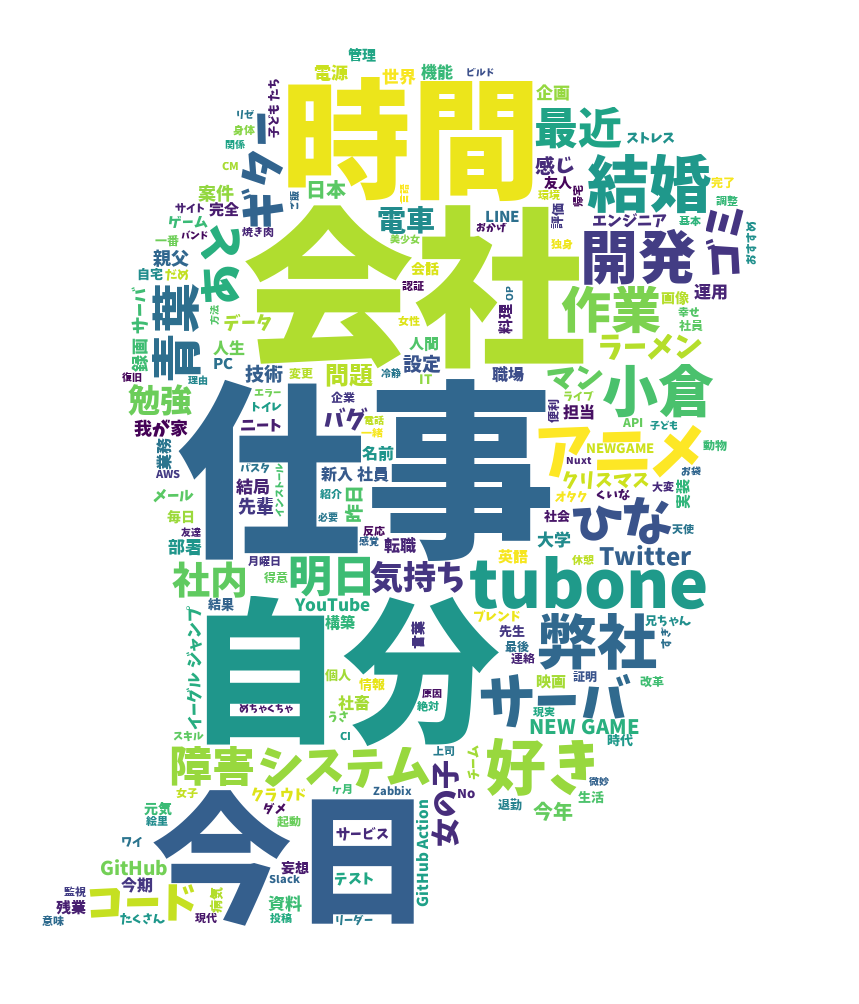 管理
電源
世界
機能
ビルド
企画
時間
最近
ストレス
子どもたち
リゼ
身体
関係
CM
ギター
結婚
感じ
友人
完了
調整
案件
日本
サイト
完全
ゲーム
バンド
一番
焼き肉
電車
LINE
おかげ
環境
帰宅
評価
エンジニア
基本
ゴミ
おすすめ
美少女
独身
開発
会社
親父
自宅
だめ
サーバ
青葉
方法
データ
会話
認証
OP
女性
料理
作業
画像
運用
幸せ
社員
録画
復旧
理由
人生
PC
技術
変更
問題
冷静
IT
人間
設定
職場
ラーメン
マン
小倉
勉強
我が家
エラー
トイレ
ニート
企業
バグ
電話
一緒
便利
担当
ライブ
API
子ども
仕事
アニメ
NEWGAME
動物
業務
AWS
パスタ
インストール
名前
新入 社員
Nuxt
お袋
クリスマス
大変
実装
メール
結局
先輩
紹介
必要
昨日
オタク
くいな
毎日
友達
部署
反応
感覚
転職
社会
ひな
天使
大学
月曜日
得意
英語
休憩
Twitter
社内
明日
気持ち
tubone
結果
YouTube
構築
ブレンド
先生
兄ちゃん
イーグル ジャンプ
自分
言葉
最後
連絡
弊社
個人
情報
原因
絶対
サーバ
映画
証明
改革
めちゃくちゃ
社畜
うさ
現実
NEW GAME
時代
スキル
CI
障害
システム
上司
チーム
好き
微妙
女子
クラウド
ケ月
Zabbix
女の子
No
退勤
今年
生活
元気
絵里
ダメ
起動
今日
サービス
GitHub Action
ワイ
GitHub
今期
妄想
Slack
テスト
監視
残業
コード
病気
資料
意味
たくさん
現代
投稿
リーダー